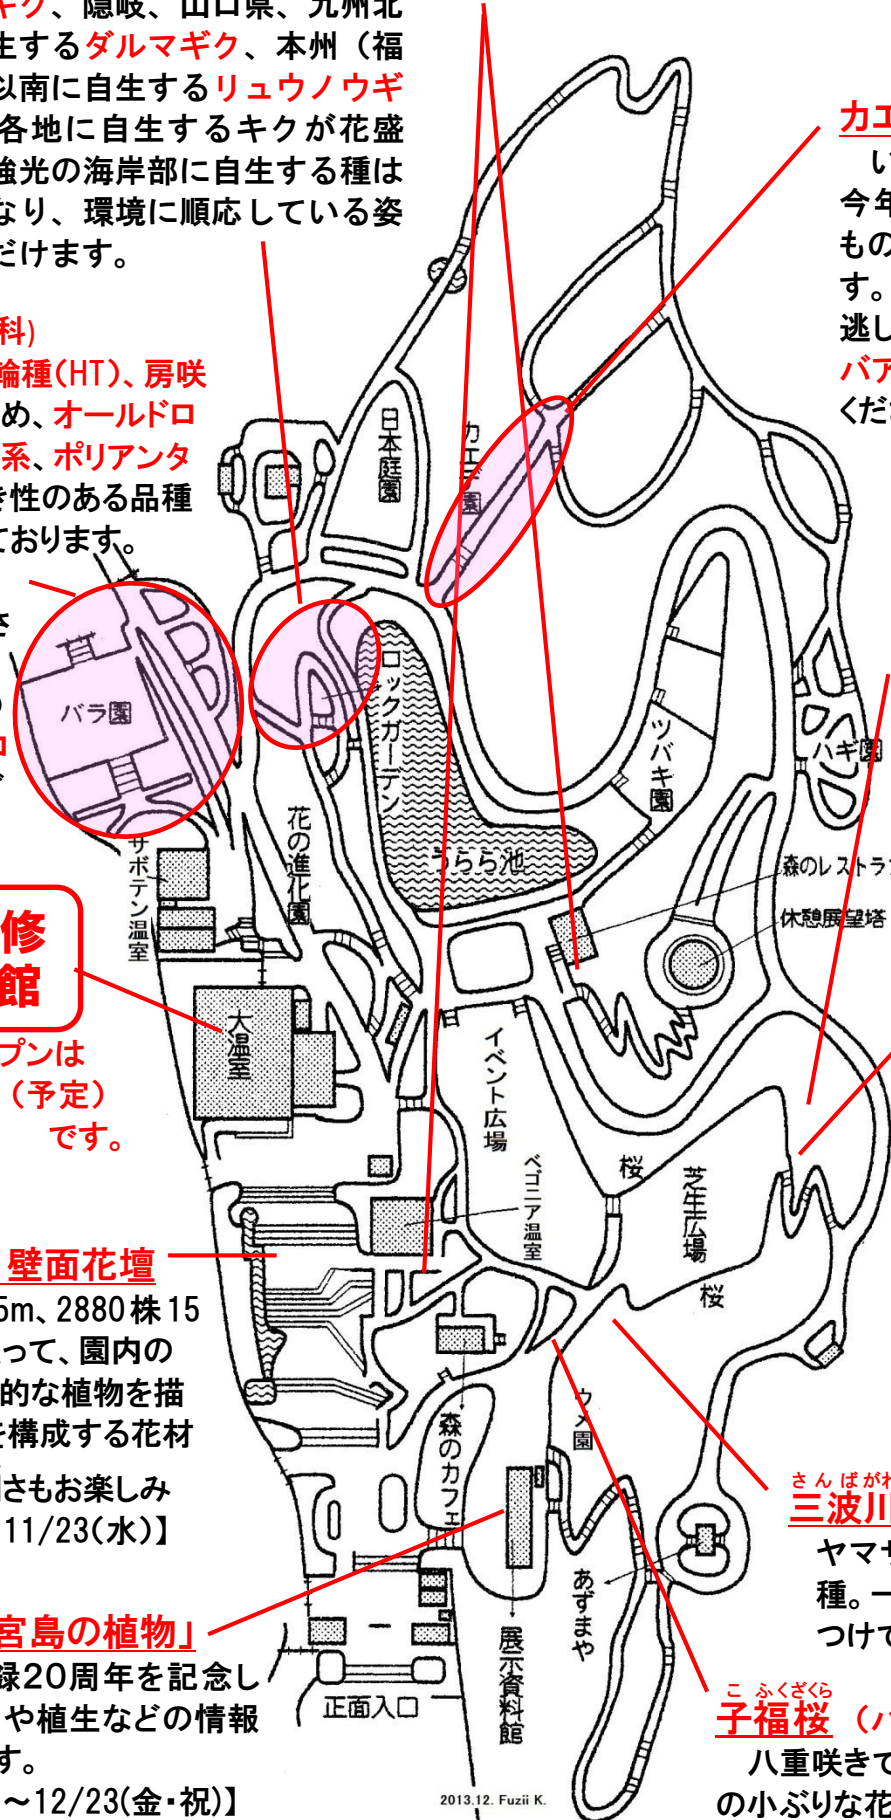 キク、隠岐、山口県、九州北
生するダルマギク、本州（福
以南に自生するリュウノウギ
各地に自生するキクが花盛
強光の海岸部に自生する種は
なり、環境に順応している姿
だけます。
科)
輪種(HT)、房咲
め、オールドロ
系、ポリアンタ
き性のある品種
ております。
カエ
い
今年
もの
す。
逃し
バア
くだ
日本庭園
カエデ園
バラ園
ロックガーデン
ツバキ園
ハギ園
花の進化園
うらら池
サボテン温室
森のレストラン
休憩展望塔
修
館
プンは
（予定）
です。
大温室
イベント広場
ベゴニア温室
桜
芝生広場
桜
壁面花壇
5m、2880株15
って、園内の
的な植物を描
を構成する花材
さもお楽しみ
11/23(水)】
森のカフェ
ウメ園
あずまや
展示資料館
正面入口
宮島の植物」
録20周年を記念し
や植生などの情報
す。
～12/23(金・祝)】
さんばがわ
三波川
ヤマザ
種。一
つけて
こふくざくら
子福桜（バ
八重咲きで
の小ぶりな花
2013.12. Fuzii K.